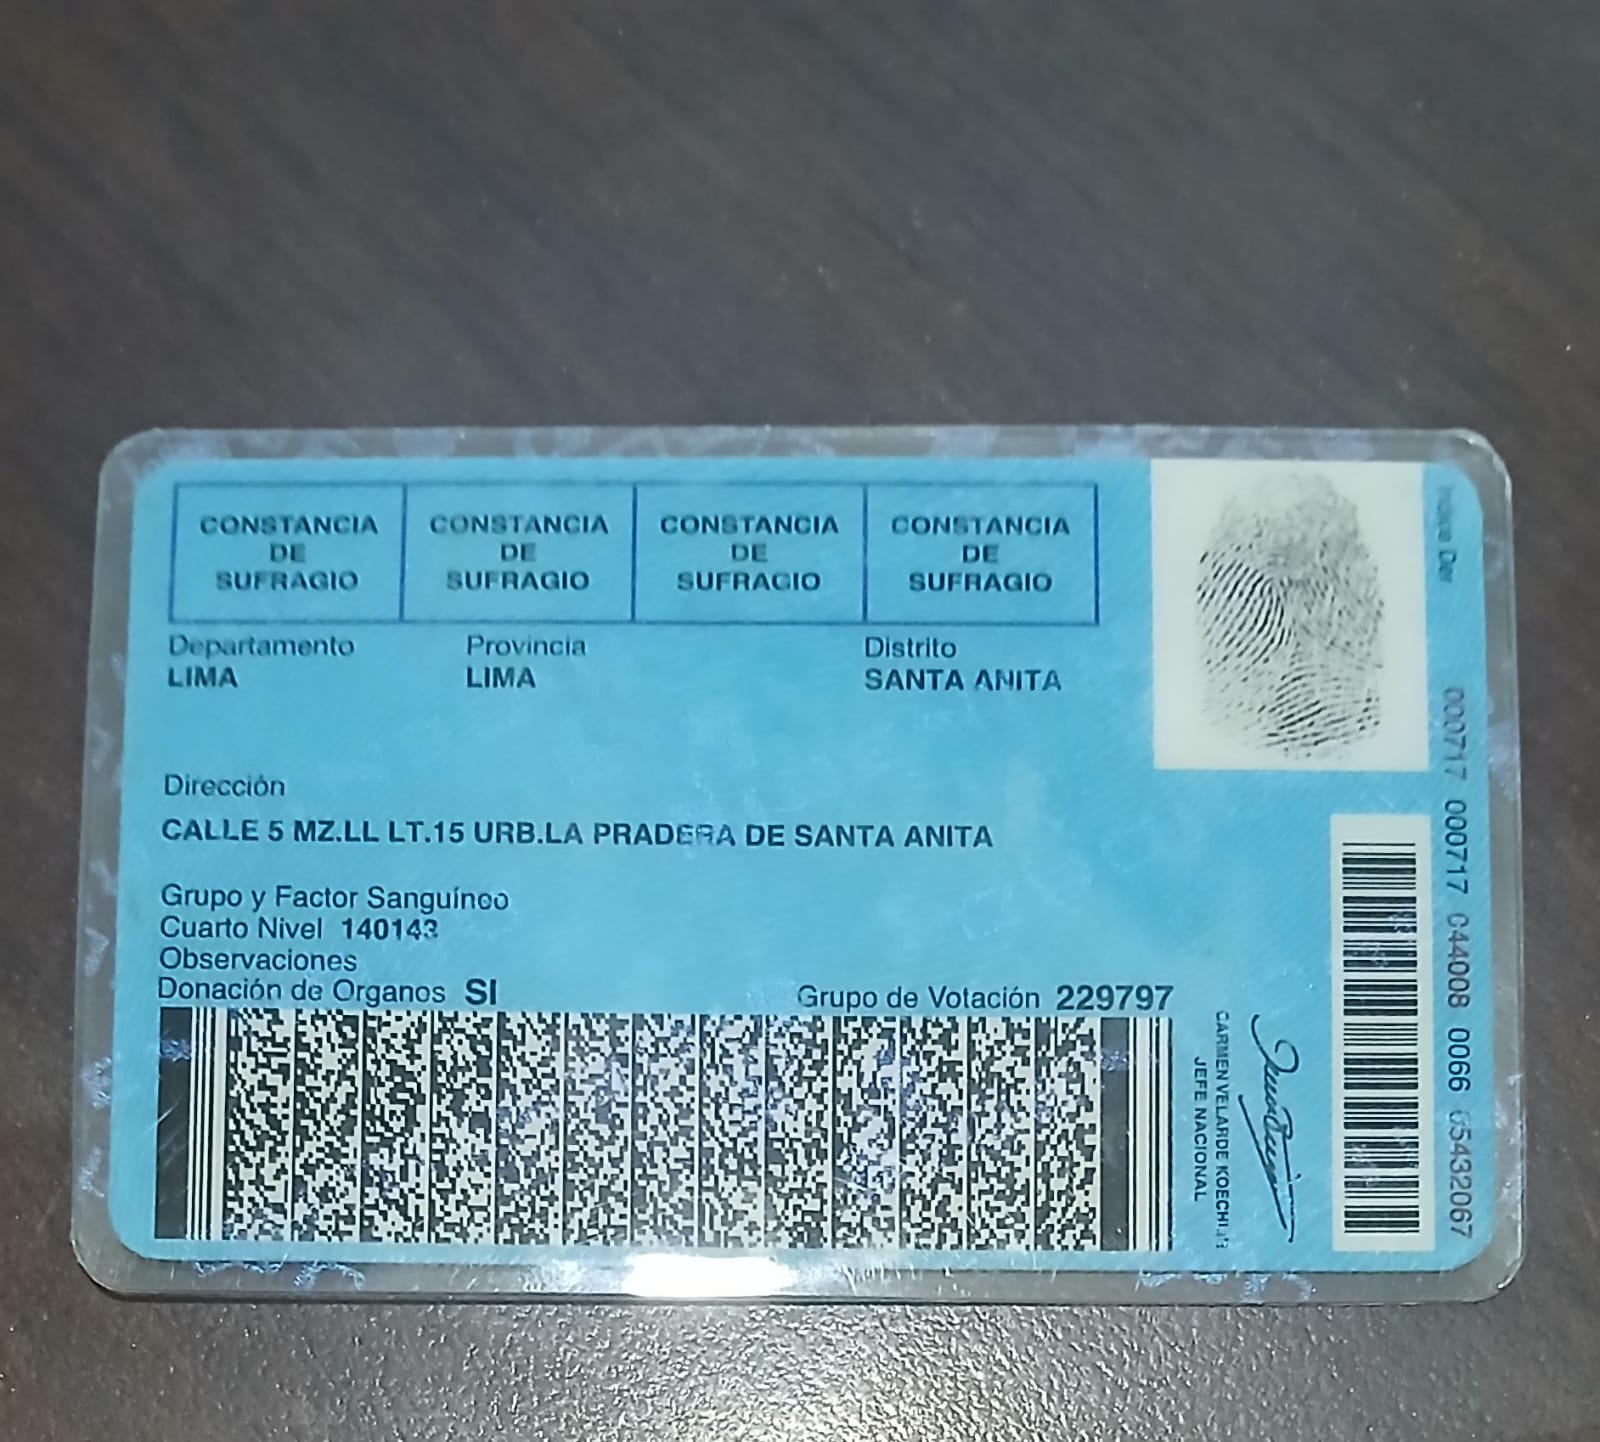 CONSTANCIA DE SUFRAGIO
CONSTANCIA DE SUFRAGIO
CONSTANCIA DE SUFRAGIO
CONSTANCIA DE SUFRAGIO
Departamento Provincia Distrito
LIMA LIMA SANTA ANITA
Dirección
CALLE 5 MZ.LL LT.15 URB.LA PRADERA DE SANTA ANITA
Grupo y Factor Sanguíneo
Cuarto Nivel 140143
Observaciones
Donación de Organos SI
Grupo de Votación 229797
CARMEN VELARDE
JEFE NACIONAL
Indice Der
000717 000717 044008 0066 65432067